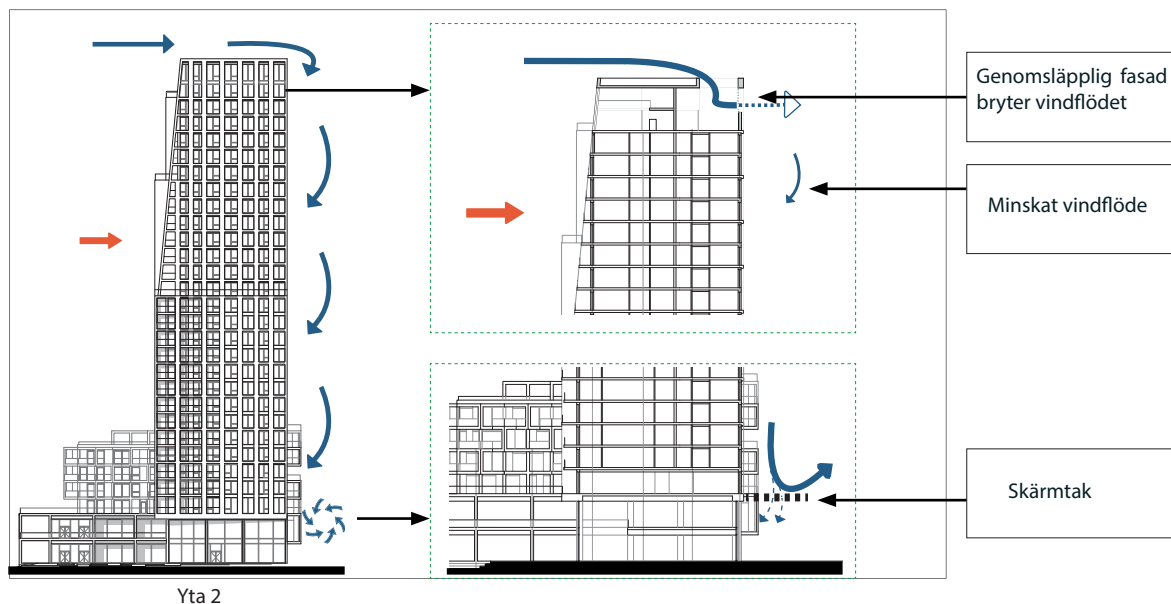 Genomsläpplig fasad
bryter vindflödet
Minskat vindflöde
Skärmtak
Yta 2